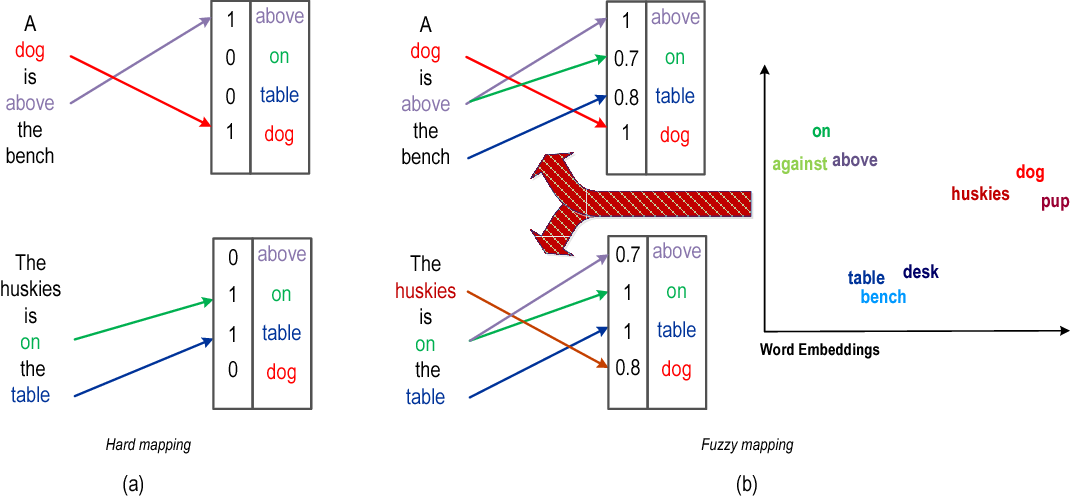 A
dog
is
above
the
bench
1 above
0 on
0 table
1 dog
The
huskies
is
on
the
table
0 above
1 on
1 table
0 dog
Hard mapping
(a)
A
dog
is
above
the
bench
1 above
0.7 on
0.8 table
1 dog
The
huskies
is
on
the
table
0.7 above
1 on
1 table
0.8 dog
on
against above
dog
huskies
pup
table desk
bench
Word Embeddings
Fuzzy mapping
(b)